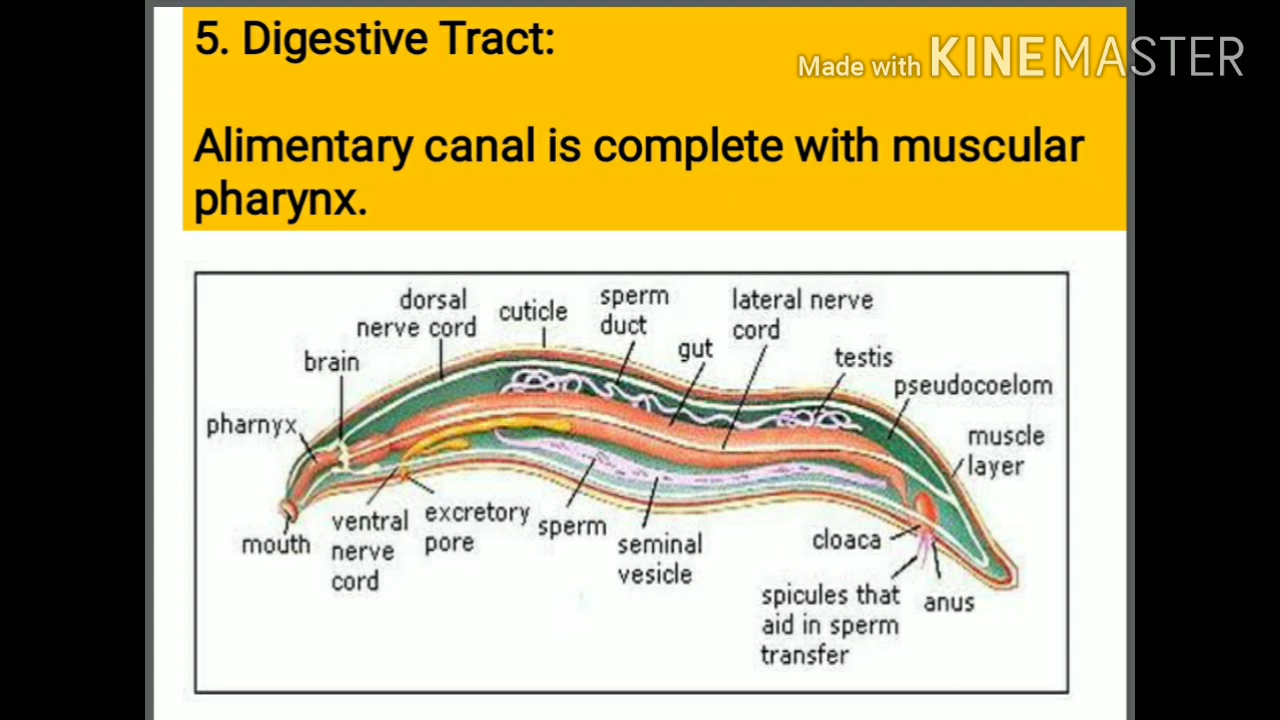 5. Digestive Tract:
Made with KINEMASTER
Alimentary canal is complete with muscular
pharynx.
dorsal
nerve cord
cuticle
sperm
duct
lateral nerve
cord
gut
brain
testis
pseudocoelom
pharnyx
muscle
layer
mouth
ventral
nerve
cord
excretory
pore
sperm
seminal
vesicle
cloaca
spicules that
aid in sperm
transfer
anus